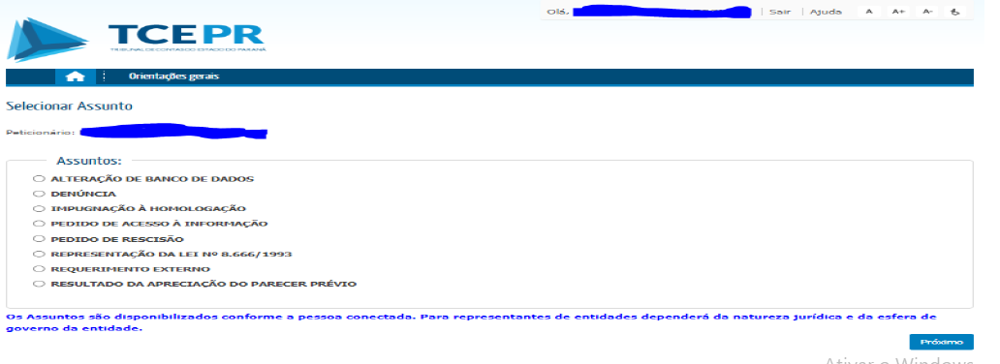 Olá, | Sair | Ajuda A A+ A-
TCEPR
TRIBUNAL DE CONTAS DO ESTADO DO PARANÁ
Orientações gerais
Selecionar Assunto
Peticionário:
Assuntos:
ALTERAÇÃO DE BANCO DE DADOS
DENÚNCIA
IMPUGNAÇÃO À HOMOLOGAÇÃO
PEDIDO DE ACESSO À INFORMAÇÃO
PEDIDO DE RESCISÃO
REPRESENTAÇÃO DA LEI Nº 8.666/1993
REQUERIMENTO EXTERNO
RESULTADO DA APRECIAÇÃO DO PARECER PRÉVIO
Os Assuntos são disponibilizados conforme a pessoa conectada. Para representantes de entidades dependerá da natureza jurídica e da esfera de
governo da entidade.
Próximo
Ativar o Windows